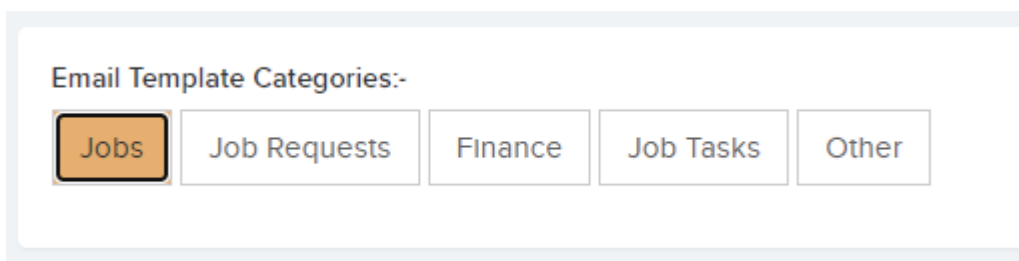 Email Template Categories:-
Jobs Job Requests Finance Job Tasks Other